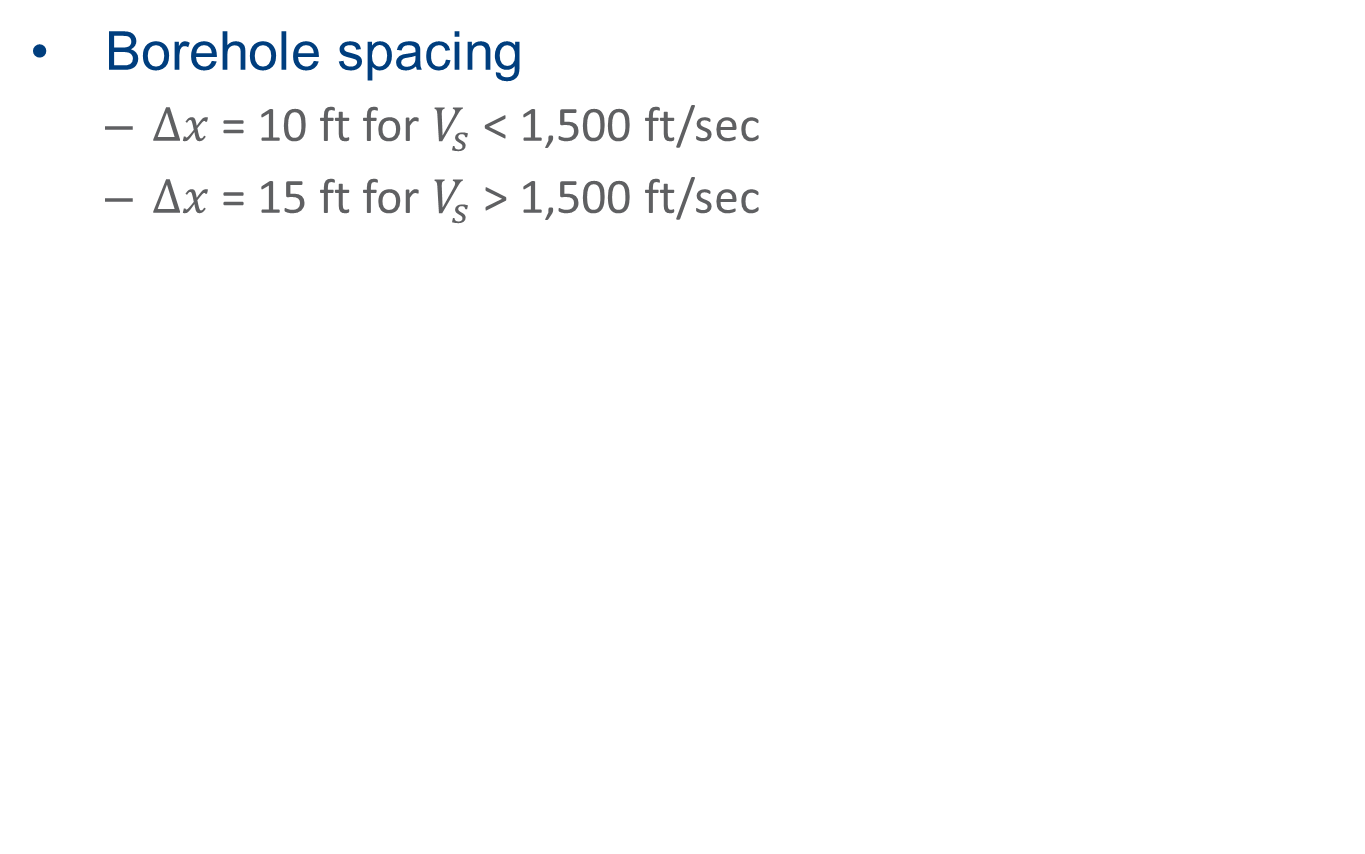 • Borehole spacing
– Δ𝑥 = 10 ft for 𝑉ₛ < 1,500 ft/sec
– Δ𝑥 = 15 ft for 𝑉ₛ > 1,500 ft/sec